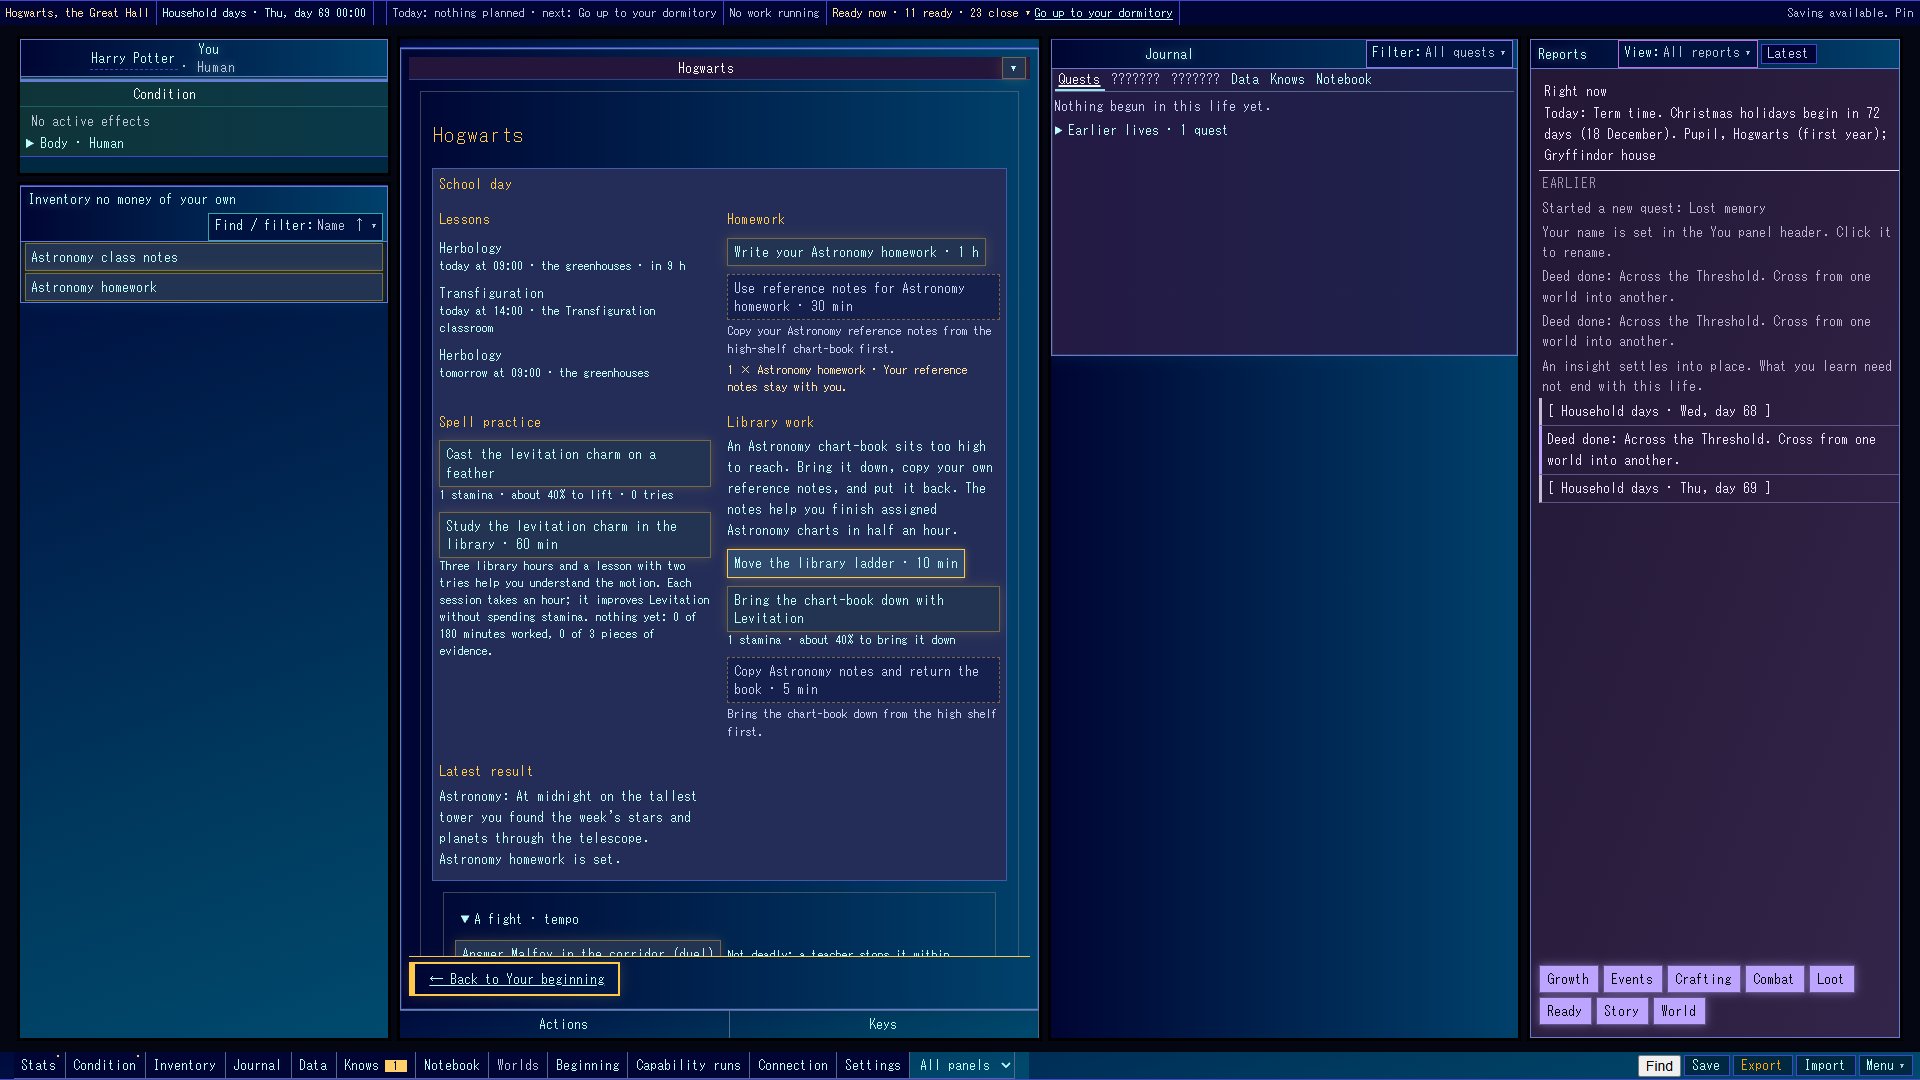 Hogwarts, the Great Hall
Household days · Thu, day 69 00:00
Today: nothing planned · next: Go up to your dormitory
No work running
Ready now · 11 ready · 23 close ▾ Go up to your dormitory
Saving available. Pin
Harry Potter · You
Human
Condition
No active effects
▶ Body · Human
Inventory no money of your own
Find / filter: Name ↑ ▾
Astronomy class notes
Astronomy homework
Hogwarts
▾
Hogwarts
School day
Lessons
Herbology
today at 09:00 · the greenhouses · in 9 h
Transfiguration
today at 14:00 · the Transfiguration
classroom
Herbology
tomorrow at 09:00 · the greenhouses
Homework
Write your Astronomy homework · 1 h
Use reference notes for Astronomy
homework · 30 min
Copy your Astronomy reference notes from the
high-shelf chart-book first.
1 × Astronomy homework · Your reference
notes stay with you.
Spell practice
Cast the levitation charm on a
feather
1 stamina · about 40% to lift · 0 tries
Study the levitation charm in the
library · 60 min
Three library hours and a lesson with two
tries help you understand the motion. Each
session takes an hour; it improves Levitation
without spending stamina. nothing yet: 0 of
180 minutes worked, 0 of 3 pieces of
evidence.
Library work
An Astronomy chart-book sits too high
to reach. Bring it down, copy your own
reference notes, and put it back. The
notes help you finish assigned
Astronomy charts in half an hour.
Move the library ladder · 10 min
Bring the chart-book down with
Levitation
1 stamina · about 40% to bring it down
Copy Astronomy notes and return the
book · 5 min
Bring the chart-book down from the high shelf
first.
Latest result
Astronomy: At midnight on the tallest
tower you found the week's stars and
planets through the telescope.
Astronomy homework is set.
▼ A fight · tempo
Answer Malfoy in the corridor (duel)
Not deadly: a teacher stops it within
← Back to Your beginning
Actions
Keys
Journal
Filter: All quests ▾
Quests ??????? ??????? Data Knows Notebook
Nothing begun in this life yet.
▶ Earlier lives · 1 quest
Reports
View: All reports ▾
Latest
Right now
Today: Term time. Christmas holidays begin in 72
days (18 December). Pupil, Hogwarts (first year);
Gryffindor house
EARLIER
Started a new quest: Lost memory
Your name is set in the You panel header. Click it
to rename.
Deed done: Across the Threshold. Cross from one
world into another.
Deed done: Across the Threshold. Cross from one
world into another.
An insight settles into place. What you learn need
not end with this life.
[ Household days · Wed, day 68 ]
Deed done: Across the Threshold. Cross from one
world into another.
[ Household days · Thu, day 69 ]
Growth Events Crafting Combat Loot
Ready Story World
Stats Condition Inventory Journal Data Knows 1 Notebook Worlds Beginning Capability runs Connection Settings All panels
Find Save Export Import Menu ▾